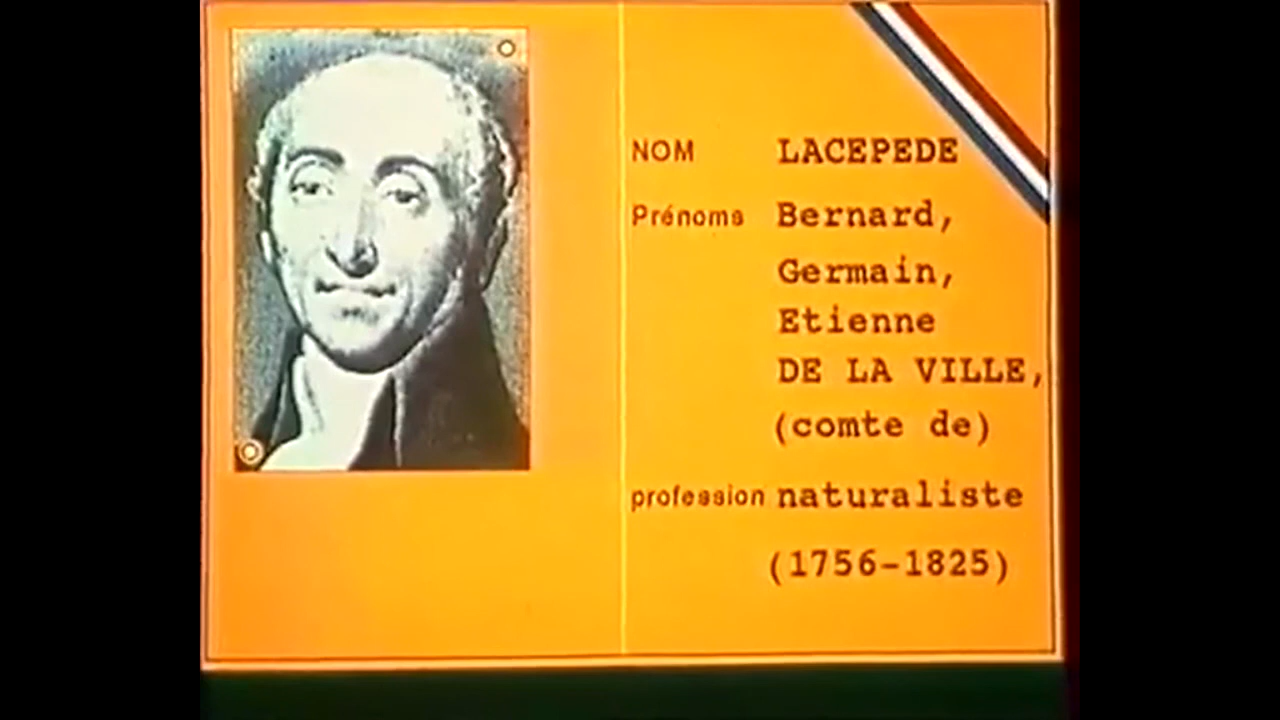 NOM LACEPEDE
Prénoms Bernard,
Germain,
Etienne
DE LA VILLE,
(comte de)
profession naturaliste
(1756-1825)